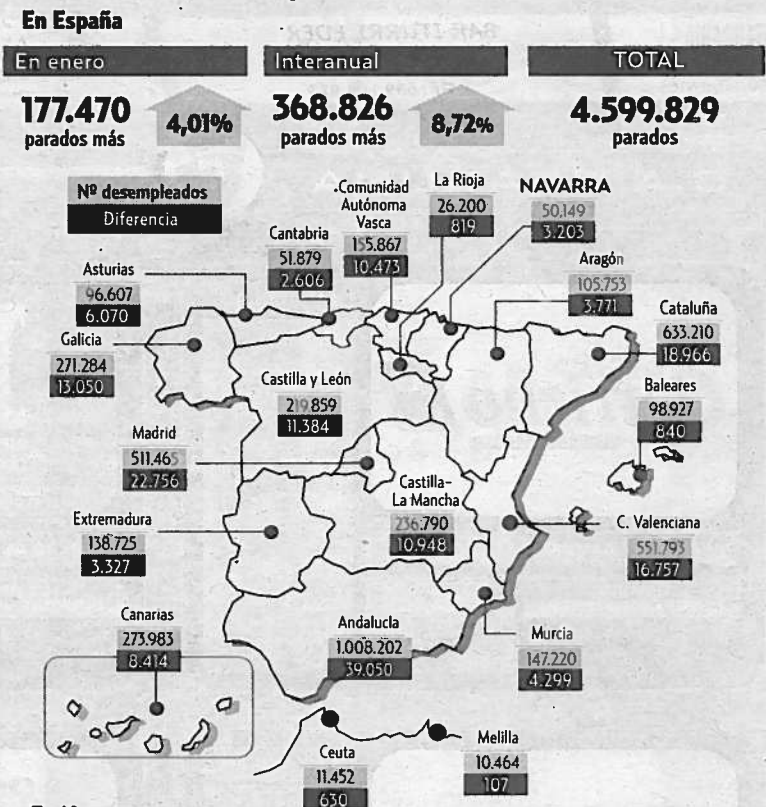 En España
En enero
Interanual
TOTAL
177.470
parados más
4,01%
368.826
parados más
8,72%
4.599.829
parados
Nº desempleados
Diferencia
Comunidad
Autónoma
Vasca
155.867
10.473
La Rioja
26.200
819
NAVARRA
50,149
3.203
Cantabria
51.879
2.606
Asturias
96.607
6.070
Aragón
105.753
3.771
Cataluña
633.210
18.966
Galicia
271.284
13.050
Castilla y León
219.859
11.384
Baleares
98.927
840
Madrid
511.465
22.756
Castilla-
La Mancha
236.790
10.948
Extremadura
138.725
3.327
C. Valenciana
551.793
16.757
Canarias
273.983
8.414
Andalucía
1.008.202
39.050
Murcia
147.220
4.299
Ceuta
11.452
630
Melilla
10.464
107